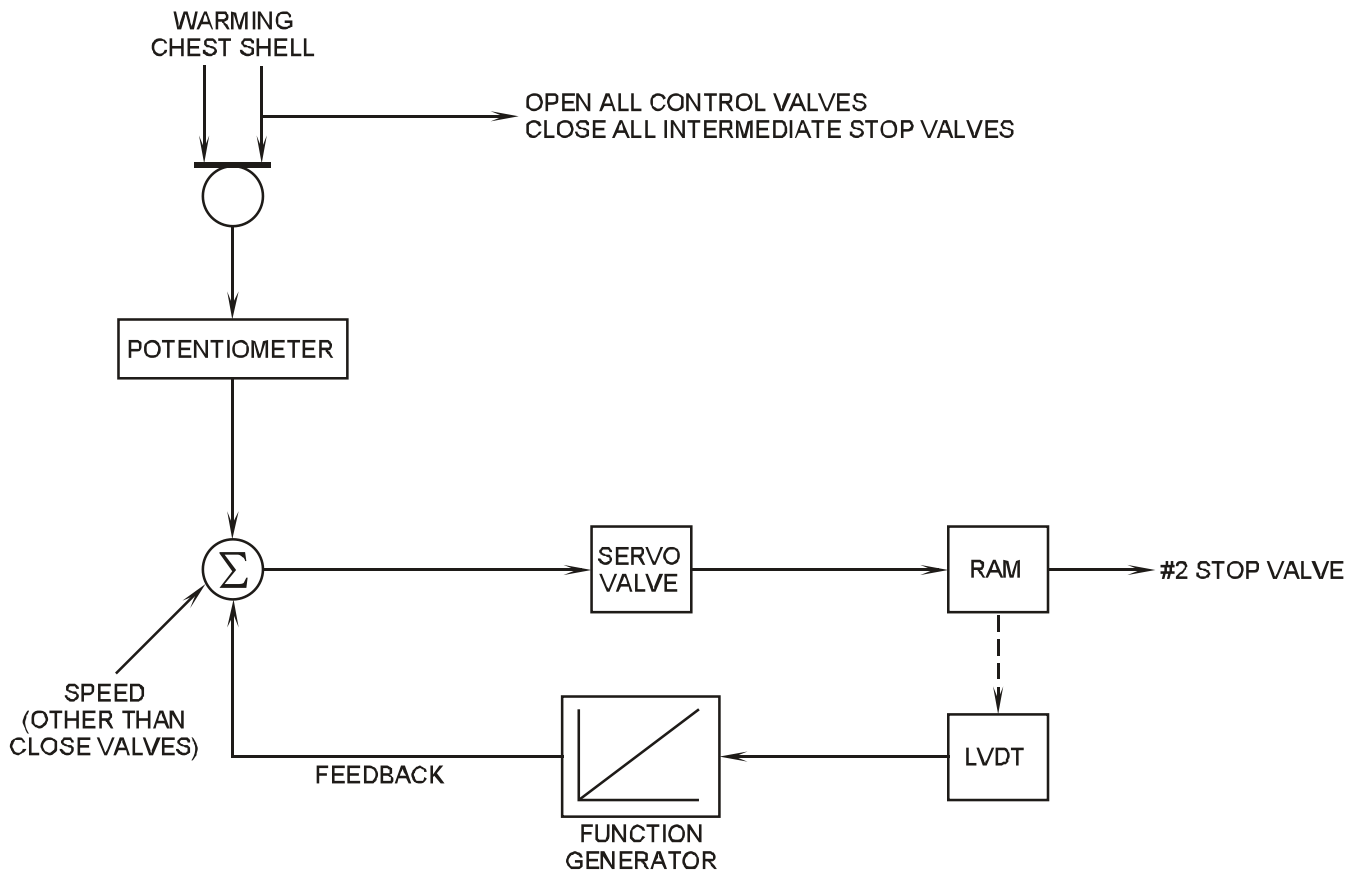 WARMING
CHEST SHELL
OPEN ALL CONTROL VALVES
CLOSE ALL INTERMEDIATE STOP VALVES
POTENTIOMETER
Σ
SERVO
VALVE
RAM
#2 STOP VALVE
SPEED
(OTHER THAN
CLOSE VALVES)
FEEDBACK
LVDT
FUNCTION
GENERATOR